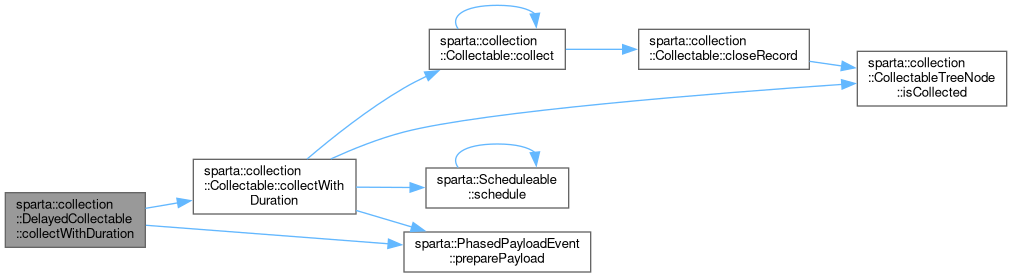 sparta::collection
::DelayedCollectable
::collectWithDuration
sparta::collection
::Collectable::collectWith
Duration
sparta::collection
::Collectable::collect
sparta::collection
::Collectable::closeRecord
sparta::collection
::CollectableTreeNode
::isCollected
sparta::Scheduleable
::schedule
sparta::PhasedPayloadEvent
::preparePayload